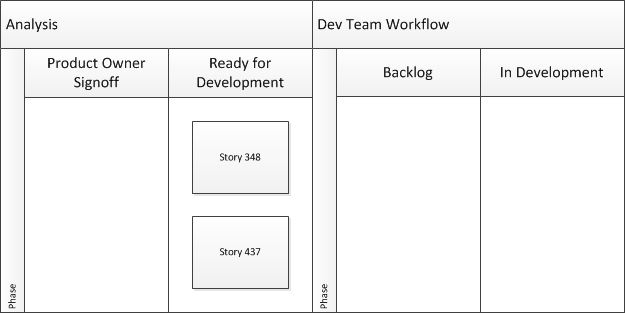 Analysis
Dev Team Workflow
Product Owner
Signoff
Ready for
Development
Backlog
In Development
Story 348
Story 437
Phase
Phase